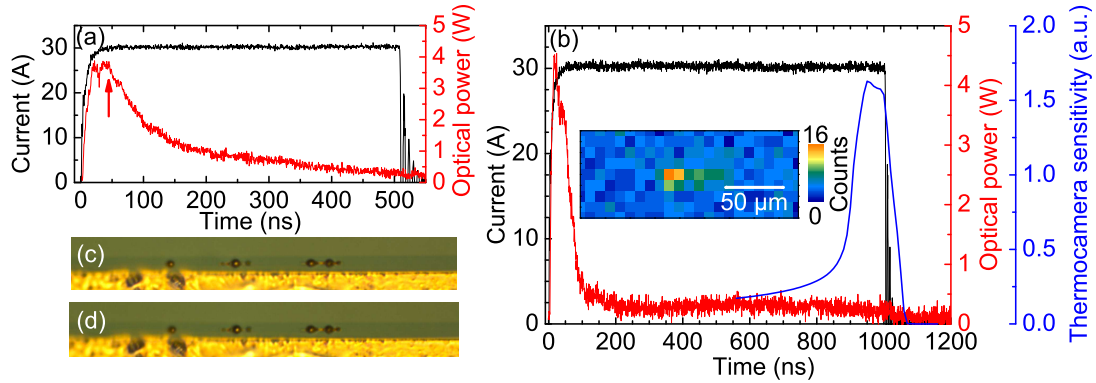 (a)
5
4
3
2
1
0
Optical power (W)
30
20
10
0
Current (A)
0 100 200 300 400 500
Time (ns)
(c)
(d)
(b)
30
20
10
0
Current (A)
16
0
Counts
50 µm
5
4
3
2
1
0
Optical power (W)
2.0
1.5
1.0
0.5
0.0
Thermocamera sensitivity (a.u.)
0 200 400 600 800 1000 1200
Time (ns)